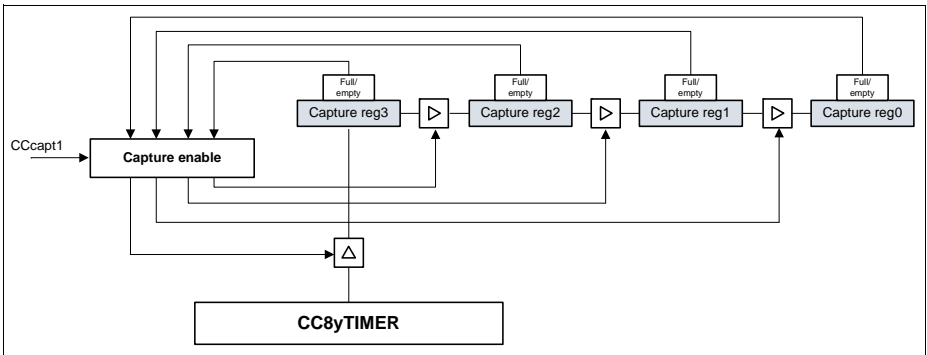 Full/
empty
Full/
empty
Full/
empty
Full/
empty
Capture reg3
Capture reg2
Capture reg1
Capture reg0
CCcapt1
Capture enable
CC8yTIMER